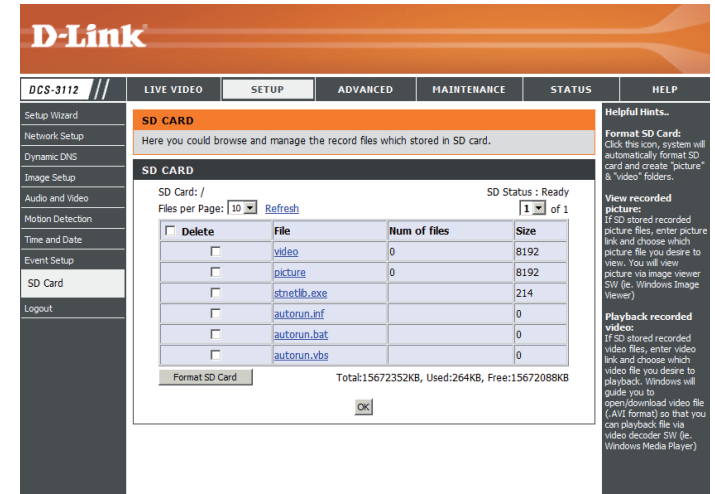 D-Link
DCS-3112 // LIVE VIDEO SETUP ADVANCED MAINTENANCE STATUS HELP
Setup Wizard
Network Setup
Dynamic DNS
Image Setup
Audio and Video
Motion Detection
Time and Date
Event Setup
SD Card
Logout
SD CARD
Here you could browse and manage the record files which stored in SD card.
SD CARD
SD Card: / SD Status : Ready
Files per Page: 10 Refresh 1 of 1
Delete File Num of files Size
video 0 8192
picture 0 8192
stnetlib.exe 214
autorun.inf 0
autorun.bat 0
autorun.vbs 0
Format SD Card Total:15672352KB, Used:264KB, Free:15672088KB
OK
Helpful Hints..
Format SD Card:
Click this icon, system will
automatically format SD
card and create "picture"
& "video" folders.
View recorded
picture:
If SD stored recorded
picture files, enter picture
link and choose which
picture file you desire to
view. You will view
picture via image viewer
SW (ie. Windows Image
Viewer)
Playback recorded
video:
If SD stored recorded
video files, enter video
link and choose which
video file you desire to
playback. Windows will
guide you to
open/download video file
(.AVI format) so that you
can playback file via
video decoder SW (ie.
Windows Media Player)